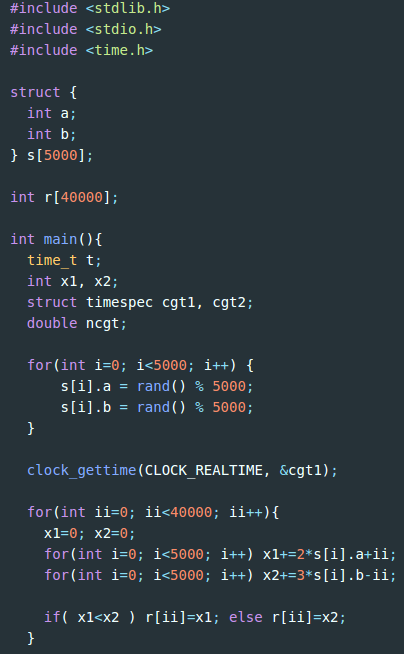 #include <stdlib.h>
#include <stdio.h>
#include <time.h>

struct {
  int a;
  int b;
} s[5000];

int r[40000];

int main(){
  time_t t;
  int x1, x2;
  struct timespec cgt1, cgt2;
  double ncgt;

  for(int i=0; i<5000; i++) {
      s[i].a = rand() % 5000;
      s[i].b = rand() % 5000;
  }

  clock_gettime(CLOCK_REALTIME, &cgt1);

  for(int ii=0; ii<40000; ii++){
    x1=0; x2=0;
    for(int i=0; i<5000; i++) x1+=2*s[i].a+ii;
    for(int i=0; i<5000; i++) x2+=3*s[i].b-ii;

    if( x1<x2 ) r[ii]=x1; else r[ii]=x2;
  }